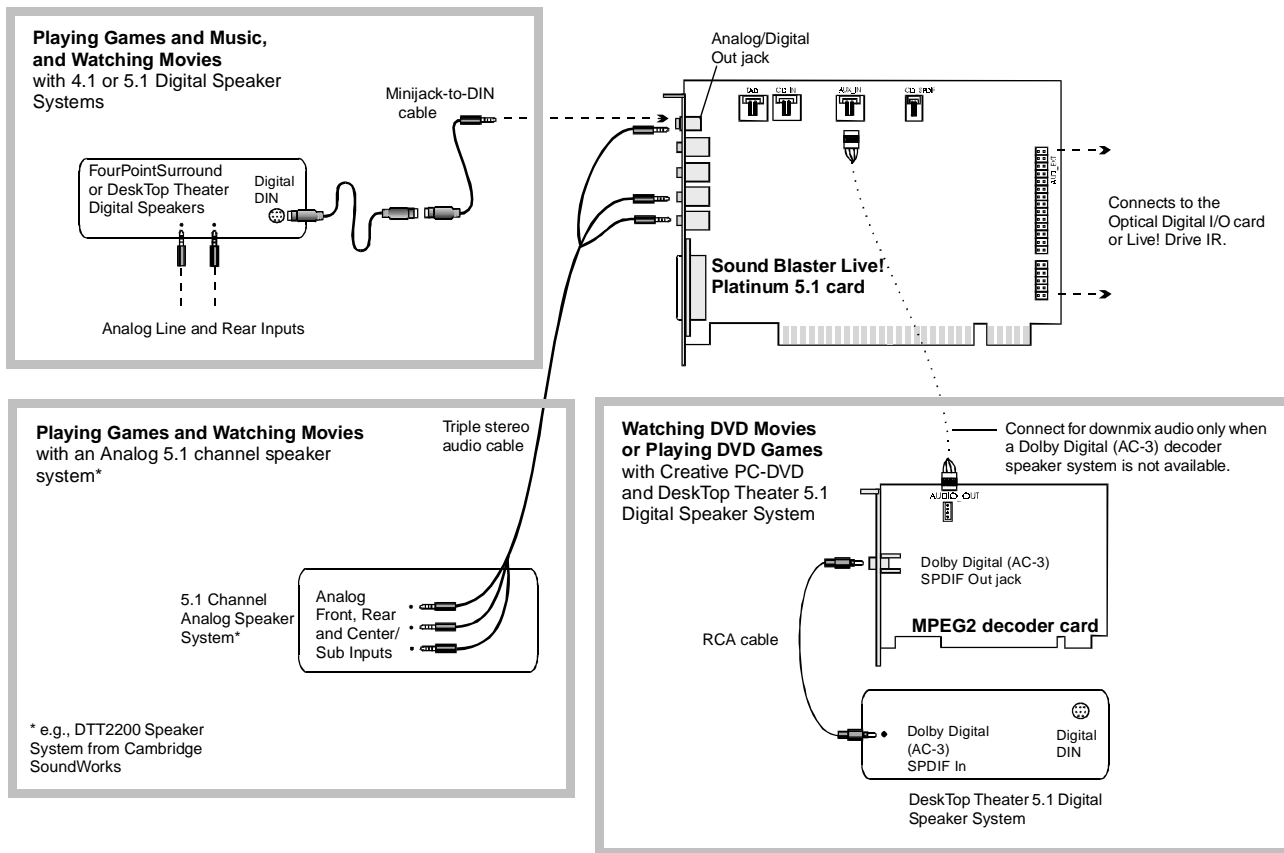 Playing Games and Music,
and Watching Movies
with 4.1 or 5.1 Digital Speaker
Systems
Minijack-to-DIN
cable
FourPointSurround
or DeskTop Theater
Digital Speakers
Digital
DIN
Analog Line and Rear Inputs
Analog/Digital
Out jack
TAD
CD_IN
AUX_IN
CD_SPDIF
AUD_EXT
Connects to the
Optical Digital I/O card
or Live! Drive IR.
Sound Blaster Live!
Platinum 5.1 card
Playing Games and Watching Movies
with an Analog 5.1 channel speaker
system*
Triple stereo
audio cable
5.1 Channel
Analog Speaker
System*
Analog
Front, Rear
and Center/
Sub Inputs
* e.g., DTT2200 Speaker
System from Cambridge
SoundWorks
Watching DVD Movies
or Playing DVD Games
with Creative PC-DVD
and DeskTop Theater 5.1
Digital Speaker System
Connect for downmix audio only when
a Dolby Digital (AC-3) decoder
speaker system is not available.
AUDIO_OUT
Dolby Digital (AC-3)
SPDIF Out jack
MPEG2 decoder card
RCA cable
Dolby Digital
(AC-3)
SPDIF In
Digital
DIN
DeskTop Theater 5.1 Digital
Speaker System